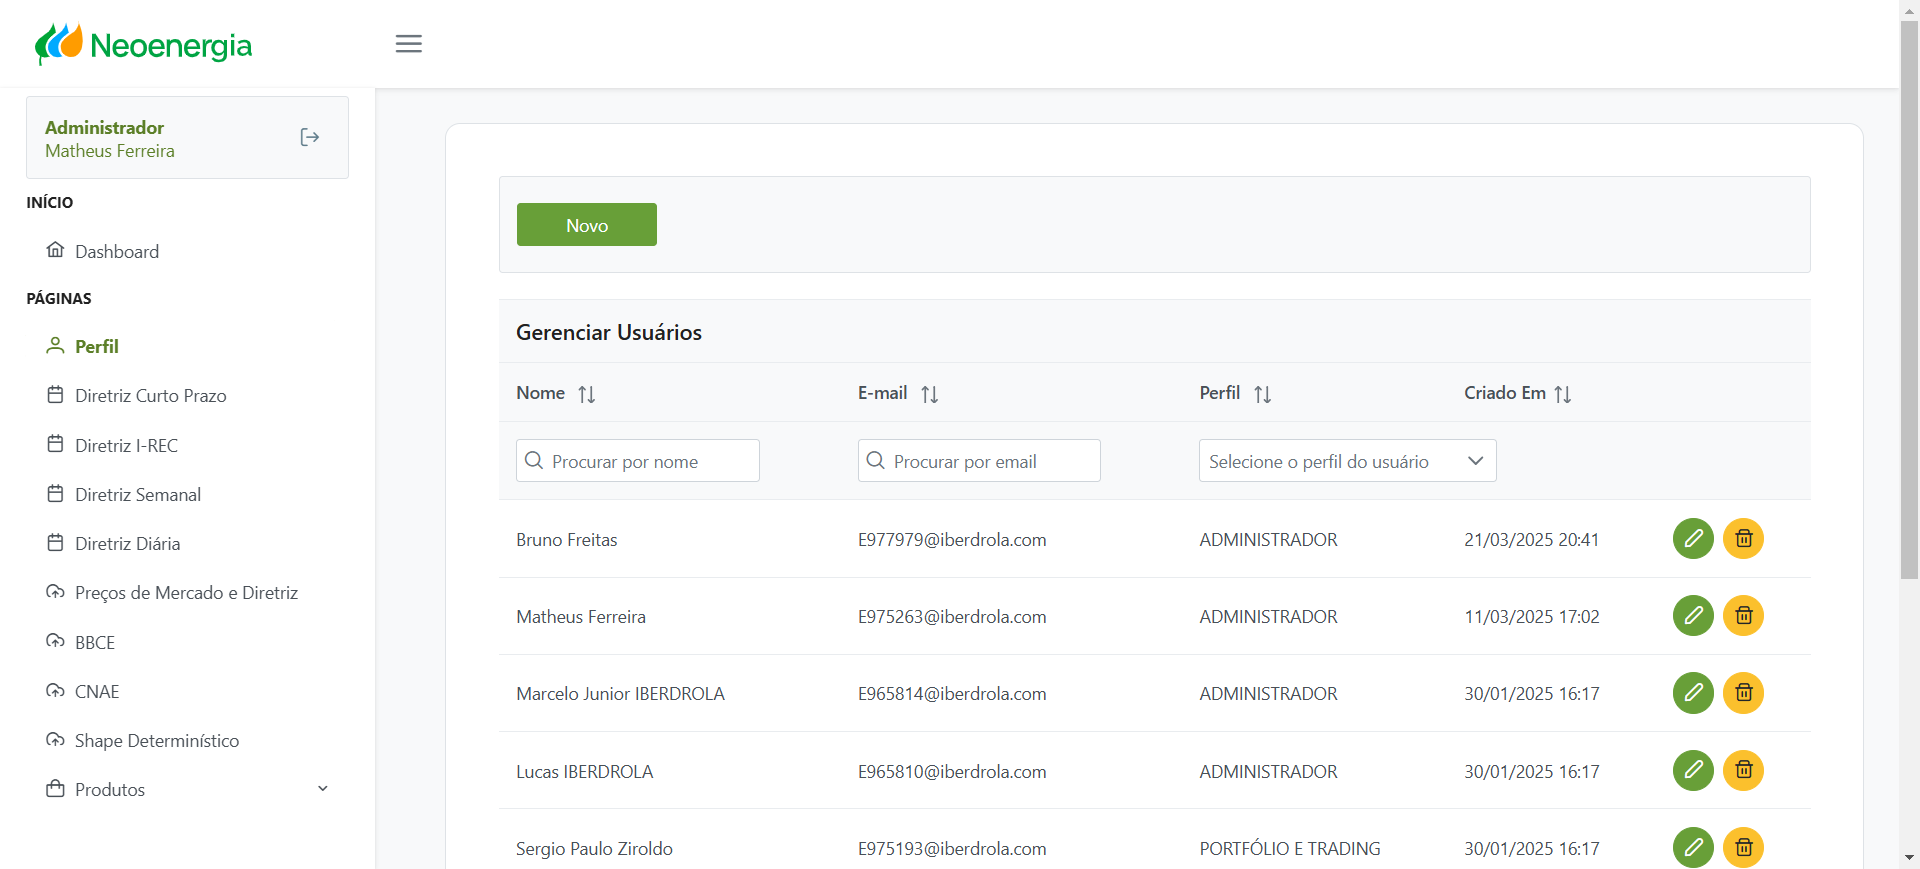 Neoenergia
Administrador
Matheus Ferreira
INÍCIO
Dashboard
PÁGINAS
Perfil
Diretriz Curto Prazo
Diretriz I-REC
Diretriz Semanal
Diretriz Diária
Preços de Mercado e Diretriz
BBCE
CNAE
Shape Determinístico
Produtos
Novo
Gerenciar Usuários
Nome E-mail Perfil Criado Em
Procurar por nome Procurar por email Selecione o perfil do usuário
Bruno Freitas E977979@iberdrola.com ADMINISTRADOR 21/03/2025 20:41
Matheus Ferreira E975263@iberdrola.com ADMINISTRADOR 11/03/2025 17:02
Marcelo Junior IBERDROLA E965814@iberdrola.com ADMINISTRADOR 30/01/2025 16:17
Lucas IBERDROLA E965810@iberdrola.com ADMINISTRADOR 30/01/2025 16:17
Sergio Paulo Ziroldo E975193@iberdrola.com PORTFÓLIO E TRADING 30/01/2025 16:17